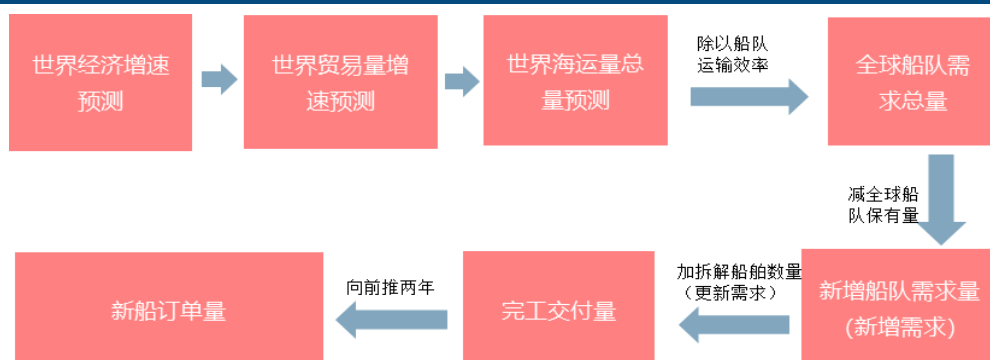 世界经济增速
预测
世界贸易量增
速预测
世界海运量总
量预测
除以船队
运输效率
全球船队需
求总量
减全球船
队保有量
新增船队需求量
(新增需求)
加拆解船舶数量
（更新需求）
完工交付量
向前推两年
新船订单量